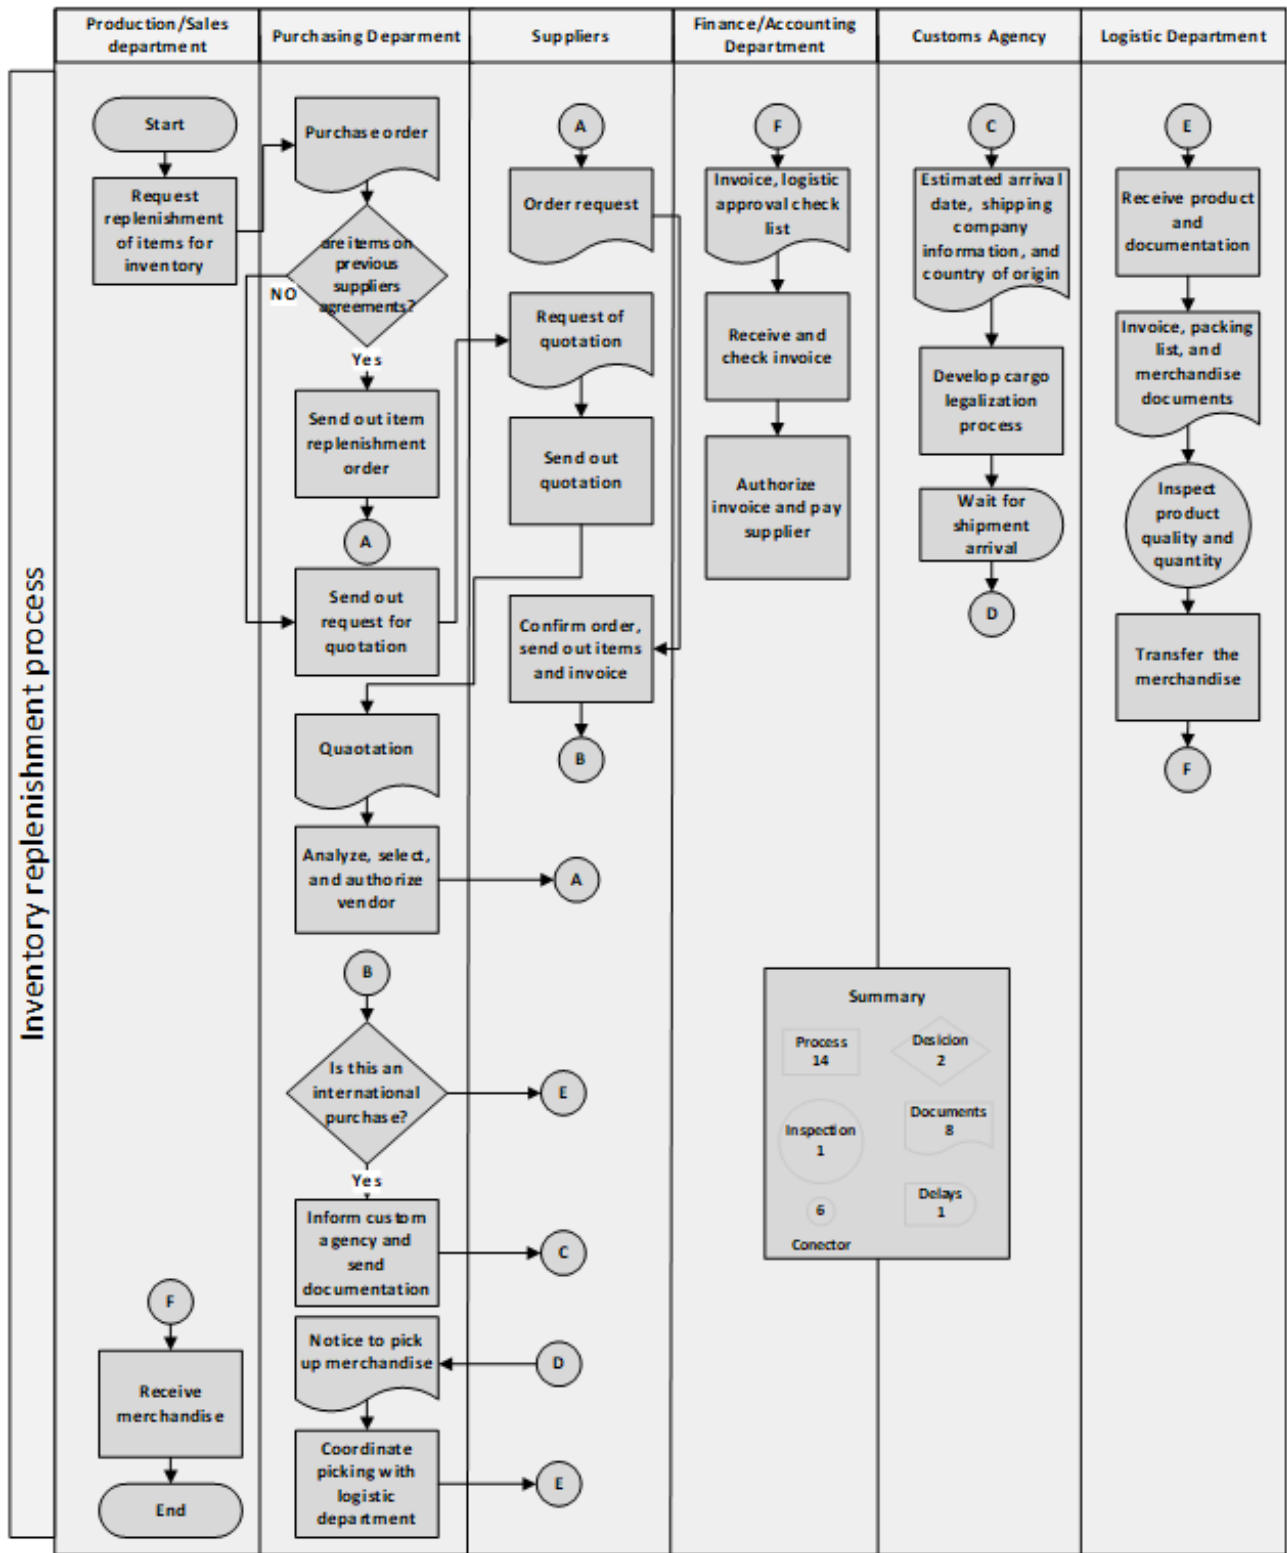 Production/Sales
department
Purchasing Deparment
Suppliers
Finance/Accounting
Department
Customs Agency
Logistic Department
Inventory replenishment process
Start
Request
replenishment
of items for
inventory
F
Receive
merchandise
End
Purchase order
are items on
previous
suppliers
agreements?
NO
Yes
Send out item
replenishment
order
A
Send out
request for
quotation
Quaotation
Analyze, select,
and authorize
vendor
B
Is this an
international
purchase?
Yes
Inform custom
agency and
send
documentation
Notice to pick
up merchandise
Coordinate
picking with
logistic
department
A
Order request
Request of
quotation
Send out
quotation
Confirm order,
send out items
and invoice
B
A
E
C
D
E
F
Invoice, logistic
approval check
list
Receive and
check invoice
Authorize
invoice and pay
supplier
C
Estimated arrival
date, shipping
company
information, and
country of origin
Develop cargo
legalization
process
Wait for
shipment
arrival
D
E
Receive product
and
documentation
Invoice, packing
list, and
merchandise
documents
Inspect
product
quality and
quantity
Transfer the
merchandise
F
Summary
Process
14
Desicion
2
Inspection
1
Documents
8
6
Conector
Delays
1